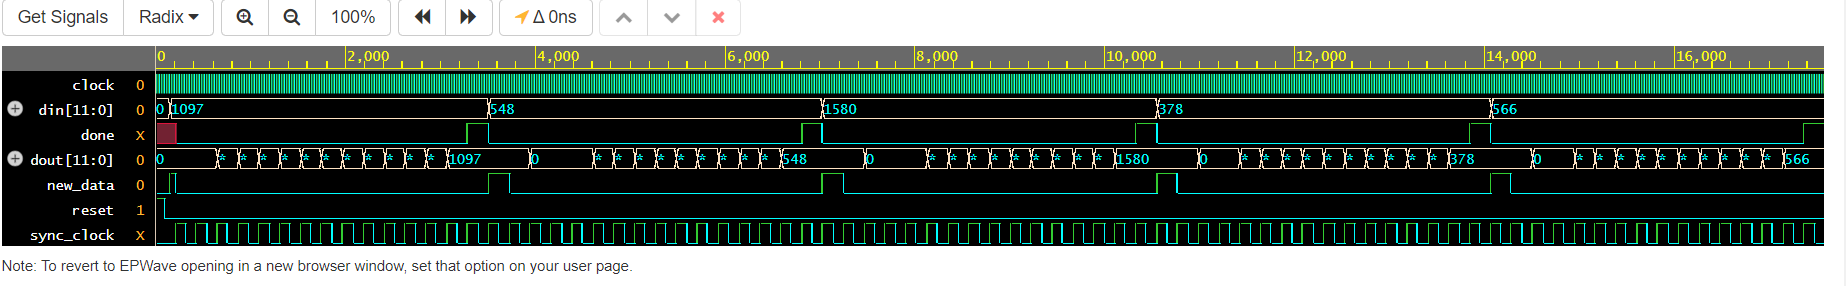 Get Signals Radix 100% Δ 0ns
0 2,000 4,000 6,000 8,000 10,000 12,000 14,000 16,000
clock 0
din[11:0] 0 0 1097 548 1580 378 566
done X
dout[11:0] 0 0 * * * * * * * * * * * 1097 0 * * * * * * * * * 548 0 * * * * * * * * * 1580 0 * * * * * * * * * * 378 0 * * * * * * * * * * 566
new_data 0
reset 1
sync_clock X
Note: To revert to EPWave opening in a new browser window, set that option on your user page.